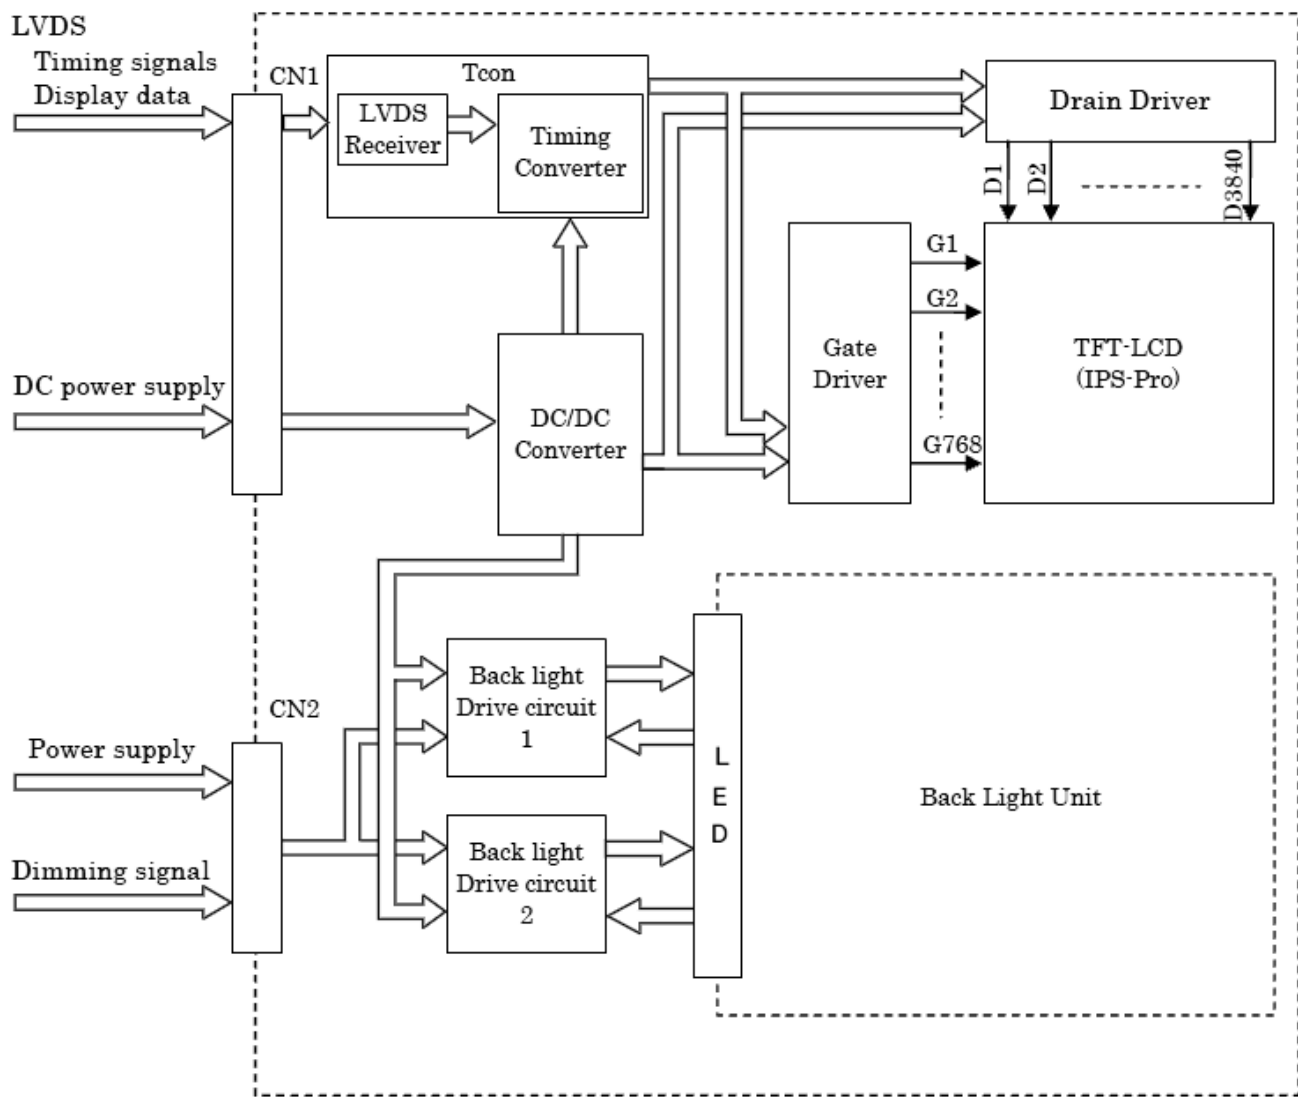 LVDS
Timing signals
Display data
CN1
Tcon
LVDS
Receiver
Timing
Converter
Drain Driver
D1
D2
D3840
G1
G2
G768
Gate
Driver
TFT-LCD
(IPS-Pro)
DC power supply
DC/DC
Converter
CN2
Power supply
Dimming signal
Back light
Drive circuit
1
Back light
Drive circuit
2
LED
Back Light Unit